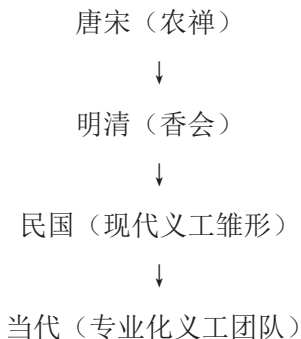 唐宋（农禅）
↓
明清（香会）
↓
民国（现代义工雏形）
↓
当代（专业化义工团队）